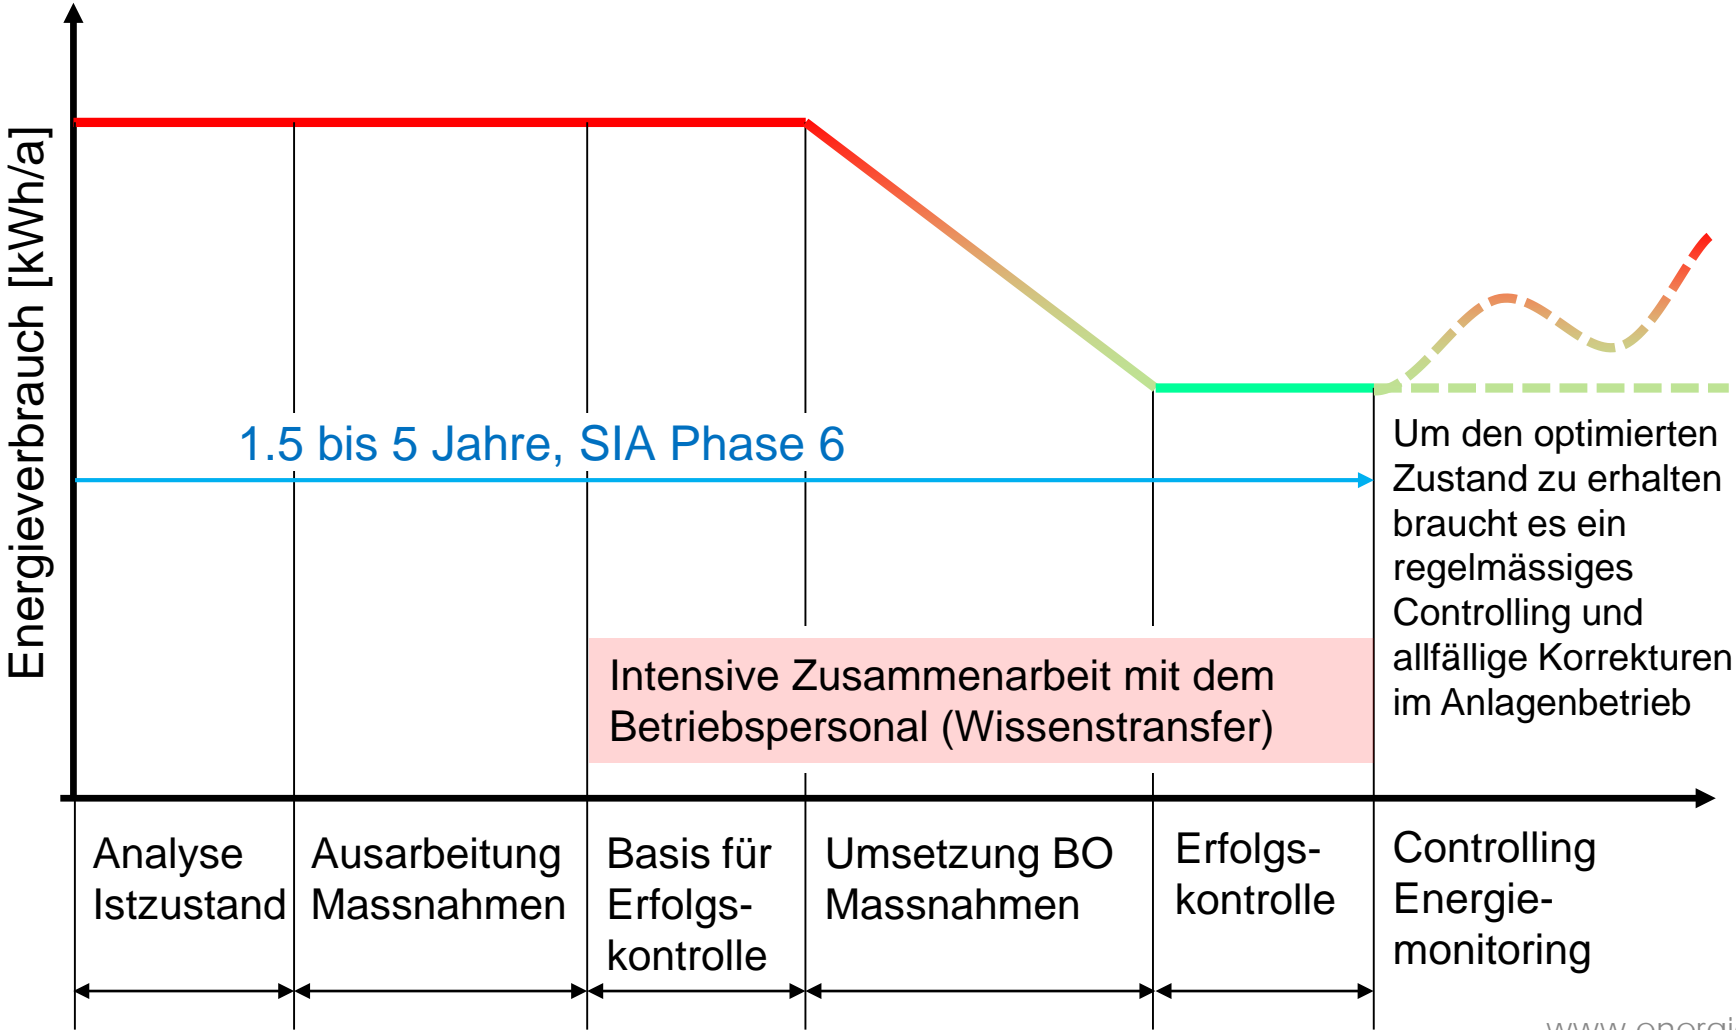 Energieverbrauch [kWh/a]
1.5 bis 5 Jahre, SIA Phase 6
Um den optimierten
Zustand zu erhalten
braucht es ein
regelmässiges
Controlling und
allfällige Korrekturen
im Anlagenbetrieb
Intensive Zusammenarbeit mit dem
Betriebspersonal (Wissenstransfer)
Analyse
Istzustand
Ausarbeitung
Massnahmen
Basis für
Erfolgs-
kontrolle
Umsetzung BO
Massnahmen
Erfolgs-
kontrolle
Controlling
Energie-
monitoring